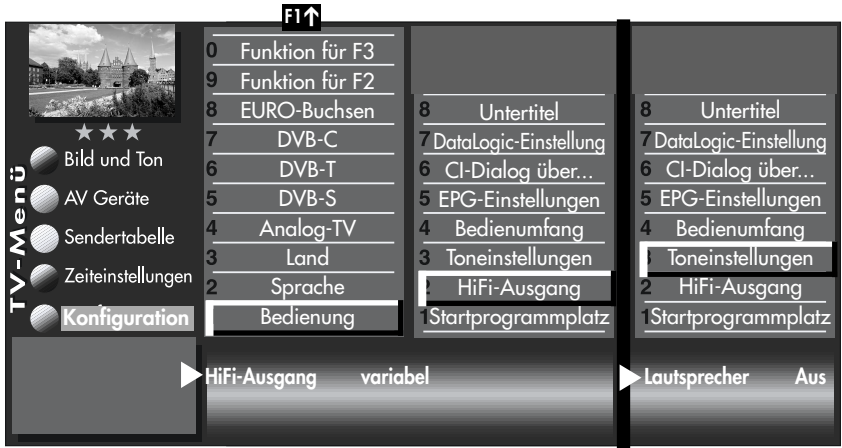 F1↑
TV-Menü
Bild und Ton
AV Geräte
Sendertabelle
Zeiteinstellungen
Konfiguration
0 Funktion für F3
9 Funktion für F2
8 EURO-Buchsen
7 DVB-C
6 DVB-T
5 DVB-S
4 Analog-TV
3 Land
2 Sprache
Bedienung
8 Untertitel
7 DataLogic-Einstellung
6 CI-Dialog über...
5 EPG-Einstellungen
4 Bedienumfang
3 Toneinstellungen
2 HiFi-Ausgang
1 Startprogrammplatz
8 Untertitel
7 DataLogic-Einstellung
6 CI-Dialog über...
5 EPG-Einstellungen
4 Bedienumfang
3 Toneinstellungen
2 HiFi-Ausgang
1 Startprogrammplatz
HiFi-Ausgang variabel
Lautsprecher Aus